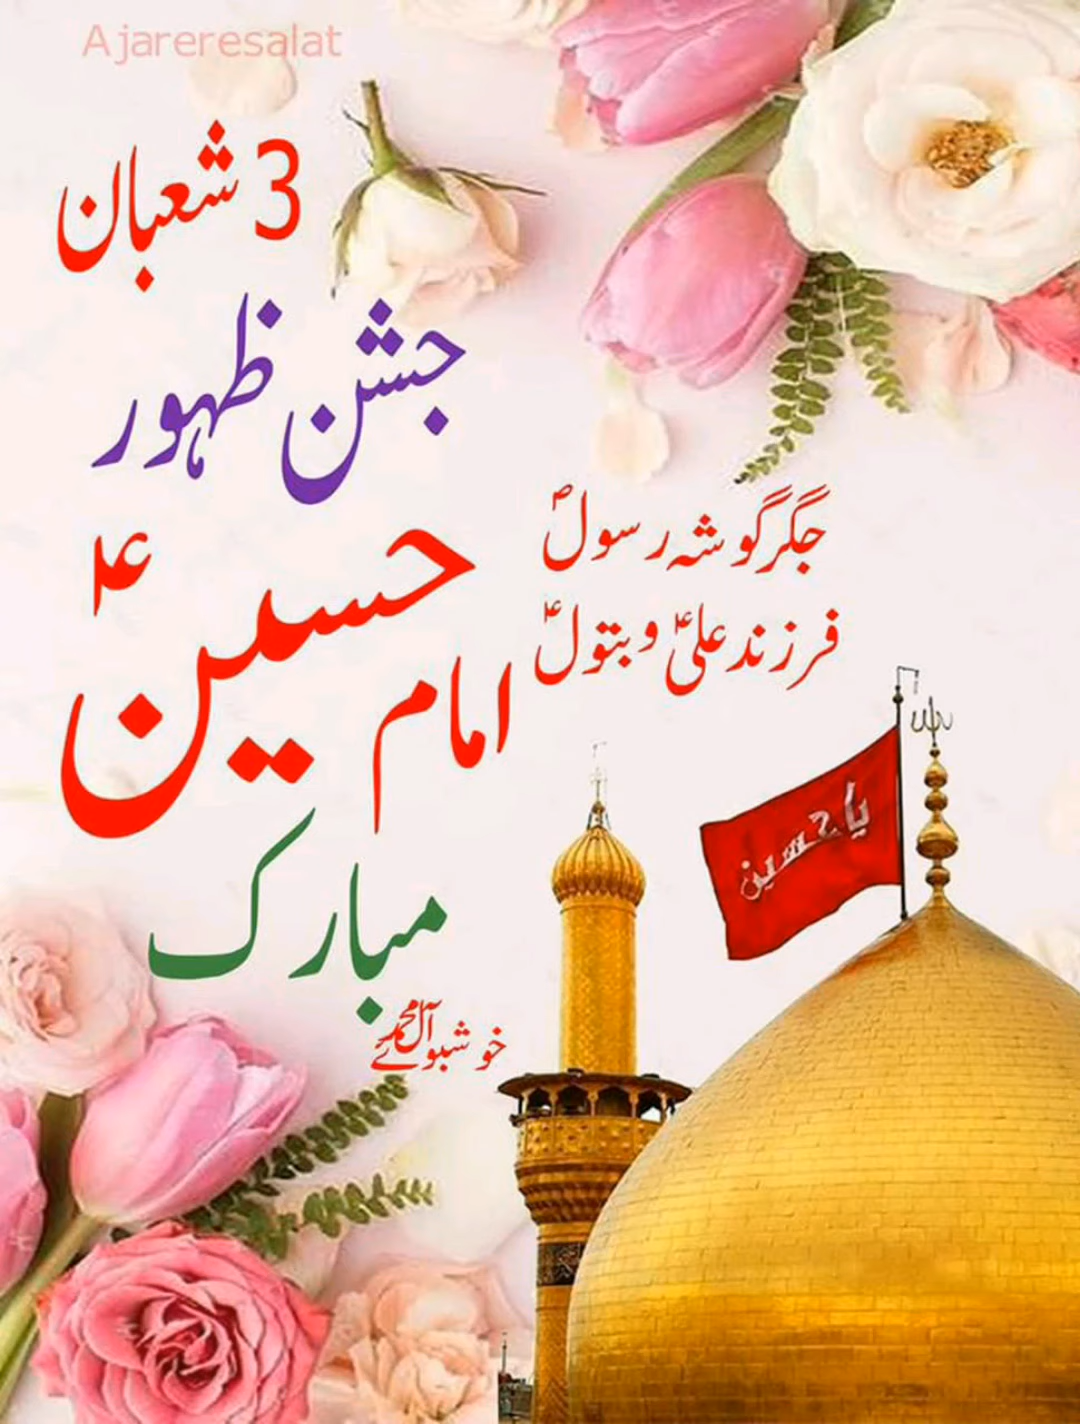 Ajareresalat
3 شعبان
جشن ظہور
جگر گوشہ رسولؐ
فرزند علیؑ و بتولؑ
امام حسینؑ
مبارک
یا حسین
خوشبوئے آل محمد